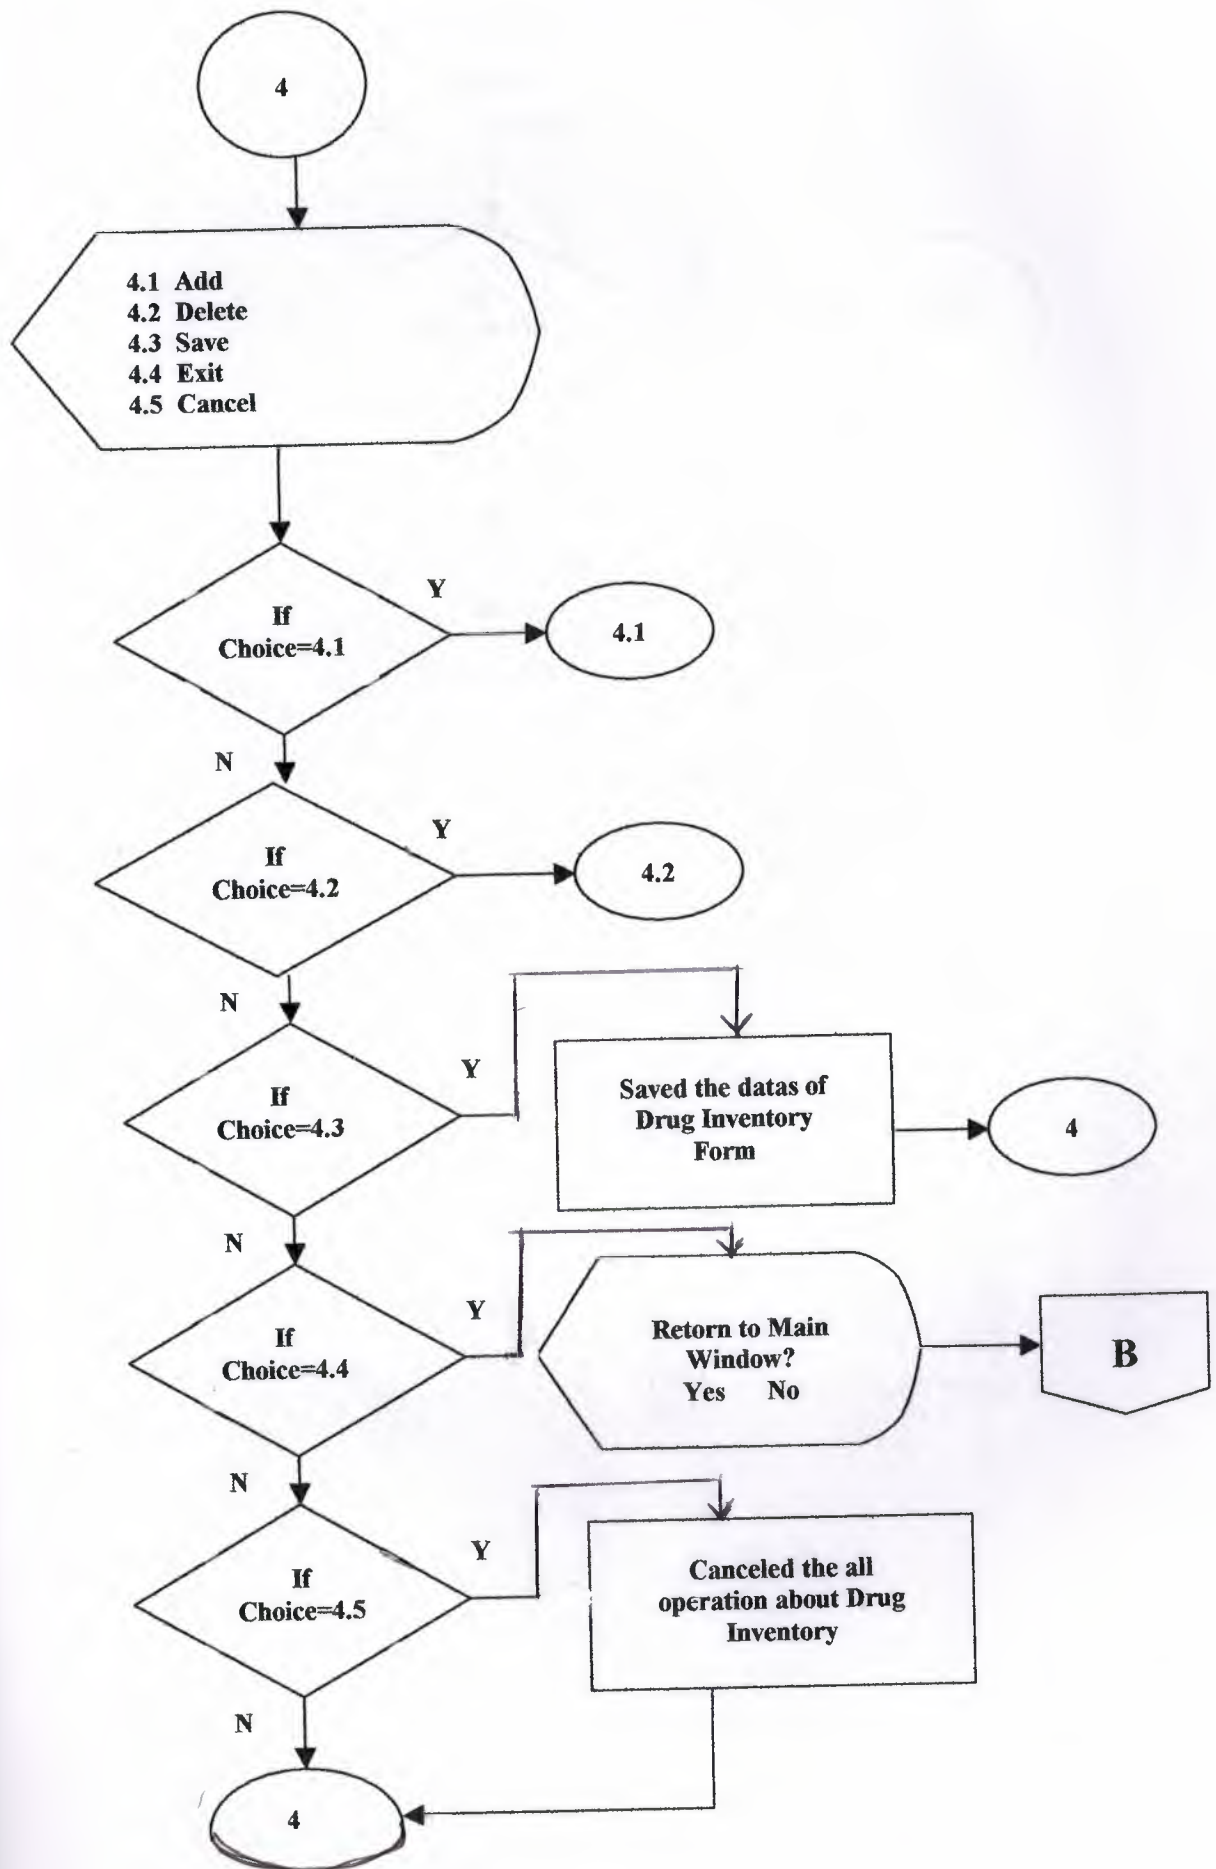 4
4.1 Add
4.2 Delete
4.3 Save
4.4 Exit
4.5 Cancel
If
Choice=4.1
Y
4.1
N
If
Choice=4.2
Y
4.2
N
If
Choice=4.3
Y
Saved the datas of
Drug Inventory
Form
4
N
If
Choice=4.4
Y
Retorn to Main
Window?
Yes No
B
N
If
Choice=4.5
Y
Canceled the all
operation about Drug
Inventory
N
4